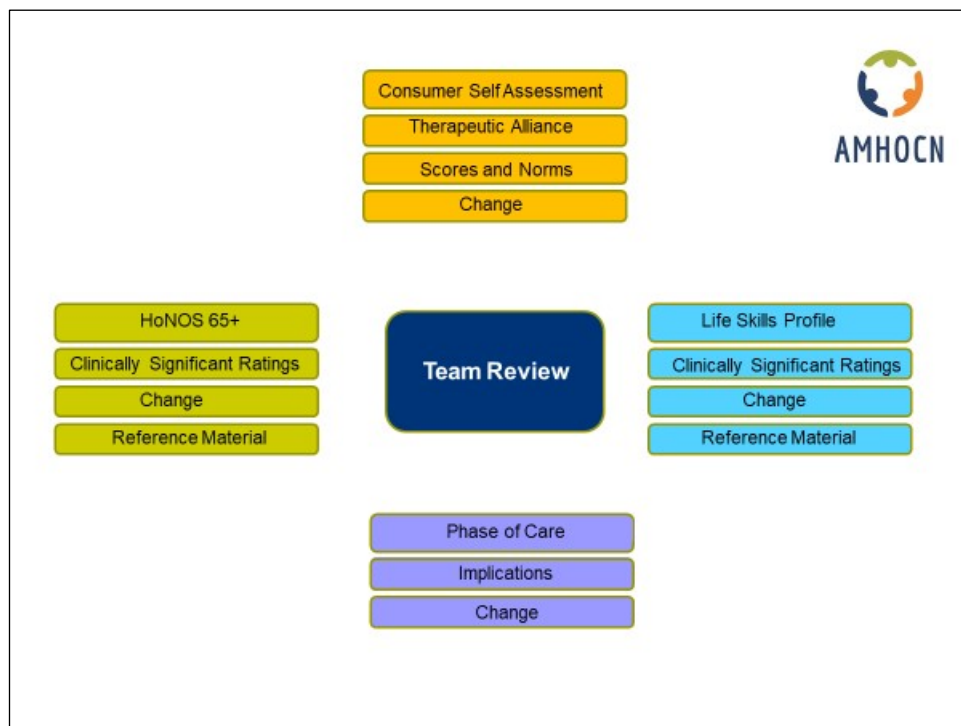 Consumer Self Assessment
Therapeutic Alliance
Scores and Norms
Change
AMHOCN
HoNOS 65+
Clinically Significant Ratings
Change
Reference Material
Team Review
Life Skills Profile
Clinically Significant Ratings
Change
Reference Material
Phase of Care
Implications
Change